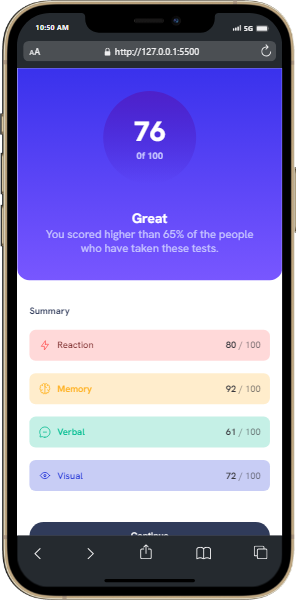 10:50 AM
5G
AA
http://127.0.0.1:5500
76
Of 100
Great
You scored higher than 65% of the people
who have taken these tests.
Summary
Reaction 80 / 100
Memory 92 / 100
Verbal 61 / 100
Visual 72 / 100
Continue